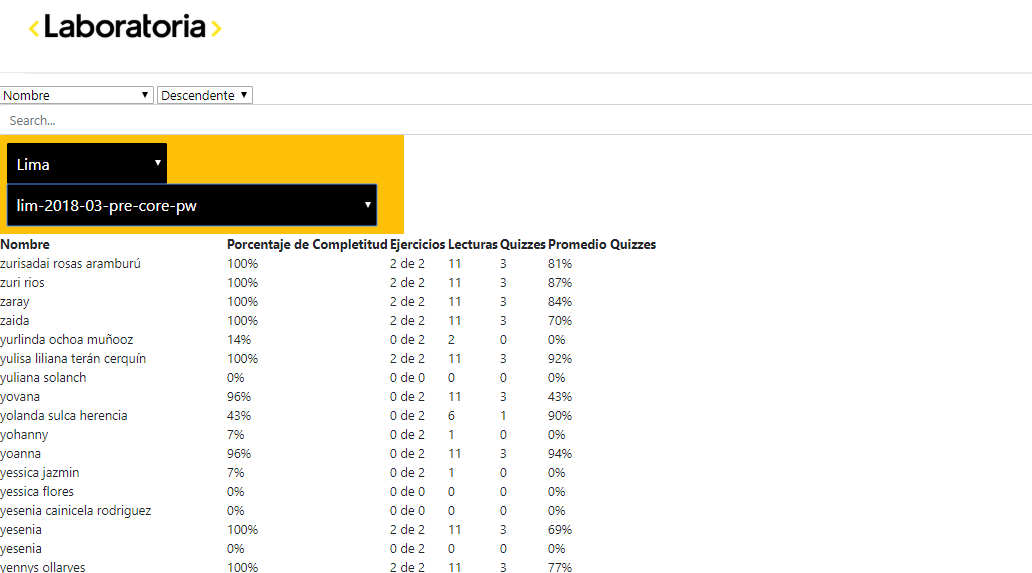 <Laboratoria>
Nombre Descendente
Search...
Lima
lim-2018-03-pre-core-pw
Nombre Porcentaje de Completitud Ejercicios Lecturas Quizzes Promedio Quizzes
zurisadai rosas aramburú 100% 2 de 2 11 3 81%
zuri rios 100% 2 de 2 11 3 87%
zaray 100% 2 de 2 11 3 84%
zaida 100% 2 de 2 11 3 70%
yurlinda ochoa muñooz 14% 0 de 2 2 0 0%
yulisa liliana terán cerquín 100% 2 de 2 11 3 92%
yuliana solanch 0% 0 de 0 0 0 0%
yovana 96% 0 de 2 11 3 43%
yolanda sulca herencia 43% 0 de 2 6 1 90%
yohanny 7% 0 de 2 1 0 0%
yoanna 96% 0 de 2 11 3 94%
yessica jazmin 7% 0 de 2 1 0 0%
yessica flores 0% 0 de 0 0 0 0%
yesenia cainicela rodriguez 0% 0 de 0 0 0 0%
yesenia 100% 2 de 2 11 3 69%
yesenia 0% 0 de 2 0 0 0%
yennys ollarves 100% 2 de 2 11 3 77%